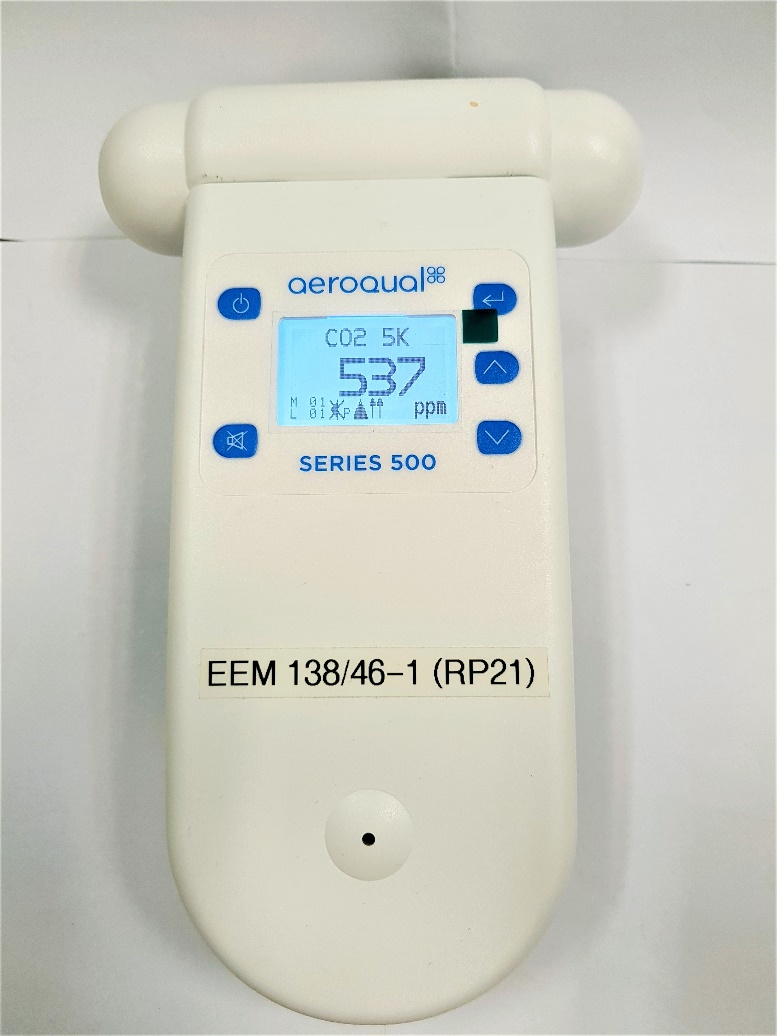 aeroqual
CO2 5K
537
M 01
L 01 P ppm
SERIES 500
EEM 138/46-1 (RP21)